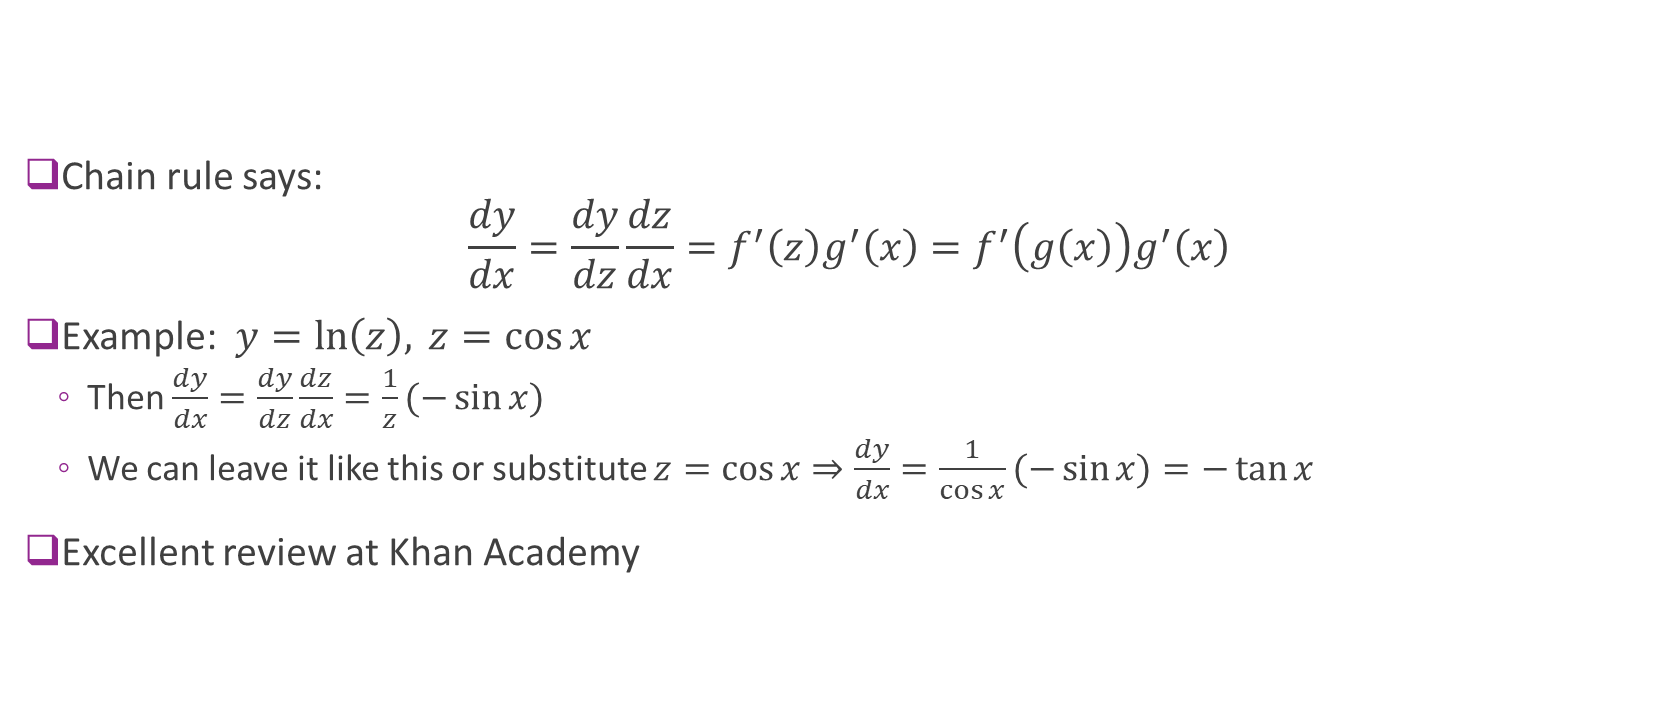 ❑Chain rule says:
dy/dx = dy/dz dz/dx = f′(z)g′(x) = f′(g(x))g′(x)
❑Example: y = ln(z), z = cos x
◦ Then dy/dx = dy/dz dz/dx = 1/z (− sin x)
◦ We can leave it like this or substitute z = cos x ⇒ dy/dx = 1/cos x (− sin x) = − tan x
❑Excellent review at Khan Academy